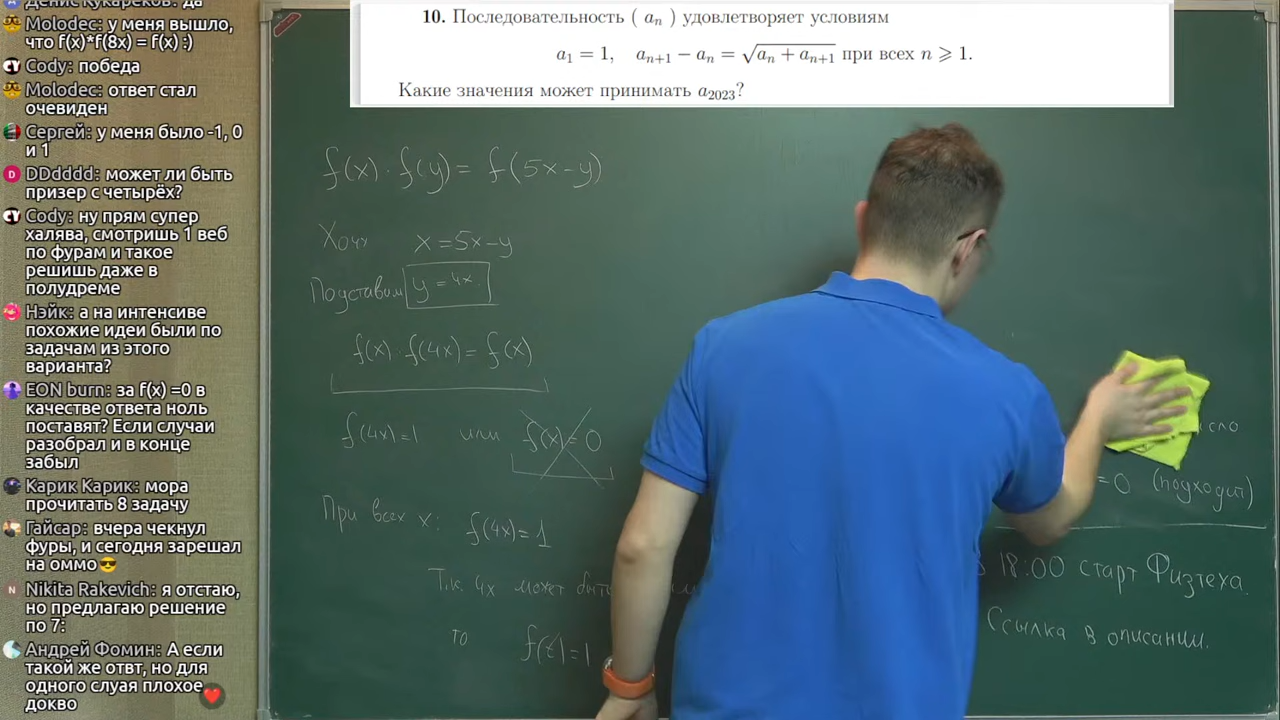 Денис Кукареков: да
Molodec: у меня вышло,
что f(x)*f(8x) = f(x) :)
Cody: победа
Molodec: ответ стал
очевиден
Сергей: у меня было -1, 0
и 1
DDdddd: может ли быть
призер с четырёх?
Cody: ну прям супер
халява, смотришь 1 веб
по фурам и такое
решишь даже в
полудреме
Нэйк: а на интенсиве
похожие идеи были по
задачам из этого
варианта?
EON burn: за f(x) =0 в
качестве ответа ноль
поставят? Если случаи
разобрал и в конце
забыл
Карик Карик: мора
прочитать 8 задачу
Гайсар: вчера чекнул
фуры, и сегодня зарешал
на оммо😎
Nikita Rakevich: я отстаю,
но предлагаю решение
по 7:
Андрей Фомин: А если
такой же отвт, но для
одного слуая плохое
докво
10. Последовательность ( aₙ ) удовлетворяет условиям
a₁ = 1, aₙ₊₁ − aₙ = √(aₙ + aₙ₊₁) при всех n ⩾ 1.
Какие значения может принимать a₂₀₂₃?
f(x) · f(y) = f(5x-y)
Хочу x = 5x-y
Подставим y = 4x.
f(x) · f(4x) = f(x)
f(4x)=1 или f(x)=0
При всех x: f(4x)=1
Т.к. 4x может быть
то f(t)=1
=0 (подходит)
18:00 старт Физтеха.
Ссылка в описании.